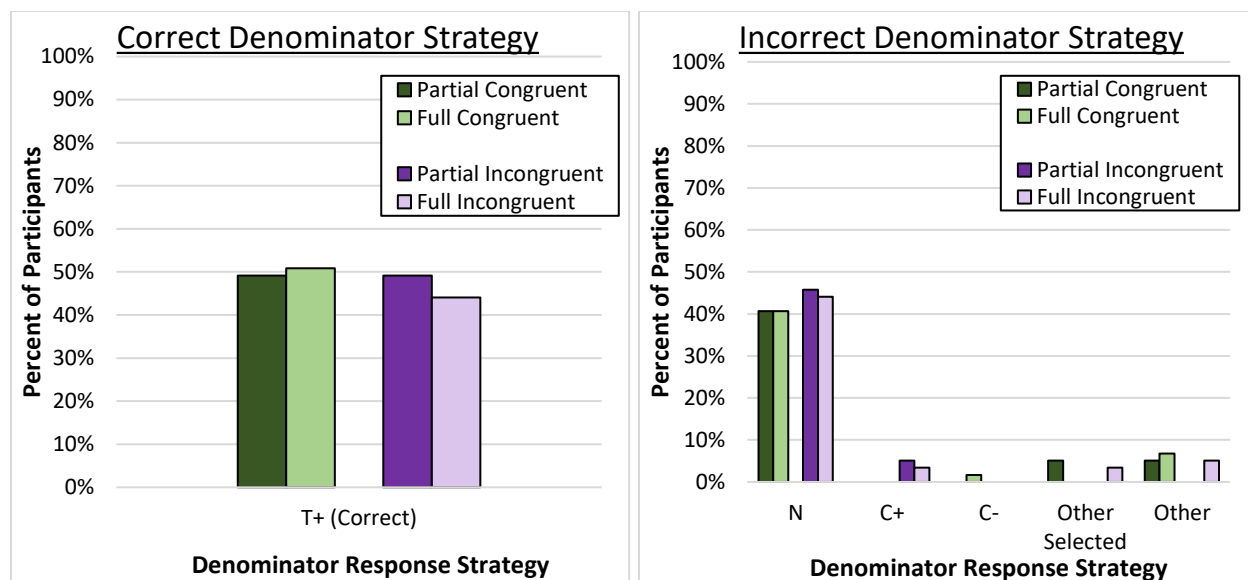 Correct Denominator Strategy
100%
90%
80%
70%
60%
50%
40%
30%
20%
10%
0%
Percent of Participants
Partial Congruent
Full Congruent
Partial Incongruent
Full Incongruent
T+ (Correct)
Denominator Response Strategy
Incorrect Denominator Strategy
100%
90%
80%
70%
60%
50%
40%
30%
20%
10%
0%
Percent of Participants
Partial Congruent
Full Congruent
Partial Incongruent
Full Incongruent
N C+ C- Other Other
Selected
Denominator Response Strategy